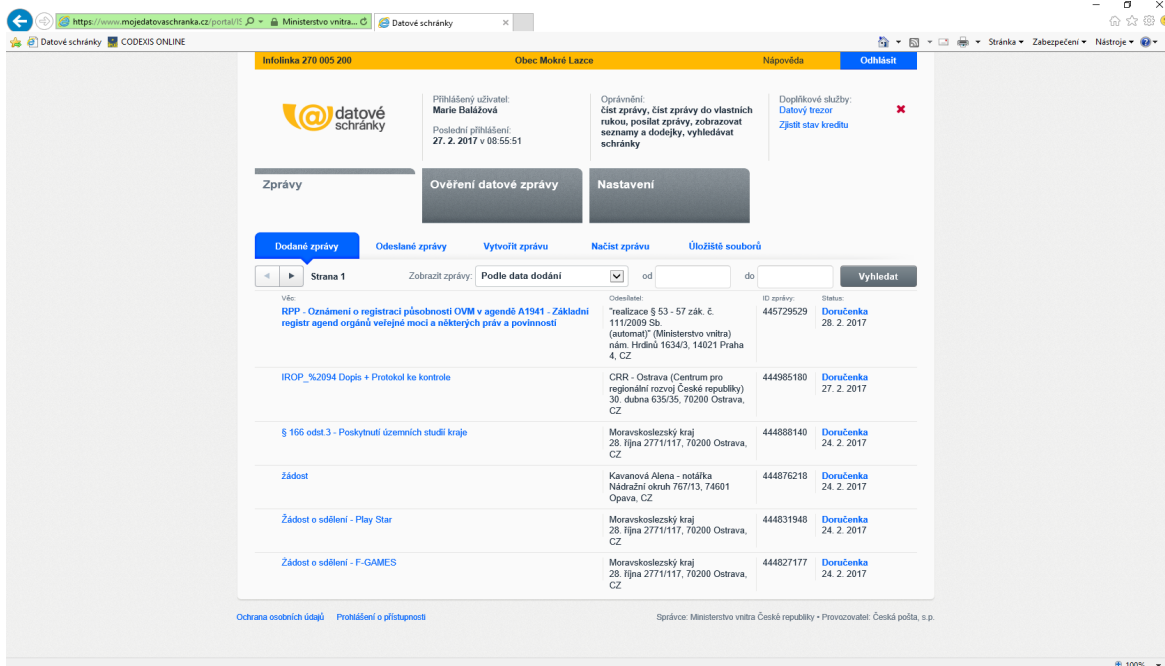 https://www.mojedatovaschranka.cz/portal/IS
Ministerstvo vnitra...
Datové schránky
Datové schránky
CODEXIS ONLINE
Stránka
Zabezpečení
Nástroje
Infolinka 270 005 200
Obec Mokré Lazce
Nápověda
Odhlásit
datové
schránky
Přihlášený uživatel:
Marie Balážová
Poslední přihlášení:
27. 2. 2017 v 08:55:51
Oprávnění:
číst zprávy, číst zprávy do vlastních
rukou, posílat zprávy, zobrazovat
seznamy a dodejky, vyhledávat
schránky
Doplňkové služby:
Datový trezor
Zjistit stav kreditu
Zprávy
Ověření datové zprávy
Nastavení
Dodané zprávy
Odeslané zprávy
Vytvořit zprávu
Načíst zprávu
Úložiště souborů
Strana 1
Zobrazit zprávy:
Podle data dodání
od
do
Vyhledat
Věc:
Odesílatel:
ID zprávy:
Status:
RPP - Oznámení o registraci působnosti OVM v agendě A1941 - Základní
registr agend orgánů veřejné moci a některých práv a povinností
"realizace § 53 - 57 zák. č.
111/2009 Sb.
(automat)" (Ministerstvo vnitra)
nám. Hrdinů 1634/3, 14021 Praha
4, CZ
445729529
Doručenka
28. 2. 2017
IROP_%2094 Dopis + Protokol ke kontrole
CRR - Ostrava (Centrum pro
regionální rozvoj České republiky)
30. dubna 635/35, 70200 Ostrava,
CZ
444985180
Doručenka
27. 2. 2017
§ 166 odst.3 - Poskytnutí územních studií kraje
Moravskoslezský kraj
28. října 2771/117, 70200 Ostrava,
CZ
444888140
Doručenka
24. 2. 2017
žádost
Kavanová Alena - notářka
Nádražní okruh 767/13, 74601
Opava, CZ
444876218
Doručenka
24. 2. 2017
Žádost o sdělení - Play Star
Moravskoslezský kraj
28. října 2771/117, 70200 Ostrava,
CZ
444831948
Doručenka
24. 2. 2017
Žádost o sdělení - F-GAMES
Moravskoslezský kraj
28. října 2771/117, 70200 Ostrava,
CZ
444827177
Doručenka
24. 2. 2017
Ochrana osobních údajů
Prohlášení o přístupnosti
Správce: Ministerstvo vnitra České republiky • Provozovatel: Česká pošta, s.p.
100%